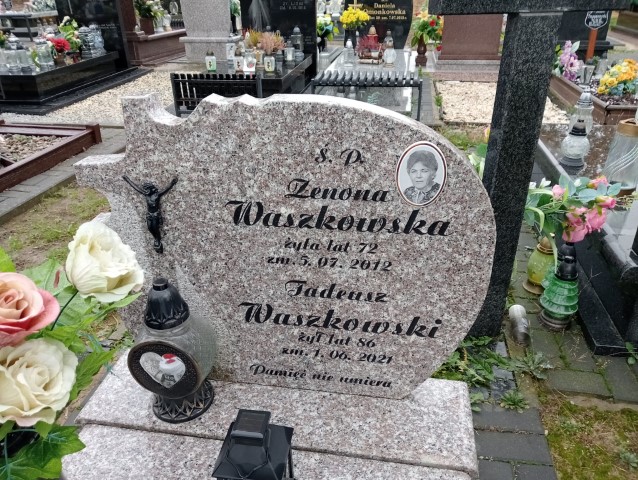 Ś. P.
Zenona
Waszkowska
żyła lat 72
zm. 5. 07. 2012
Tadeusz
Waszkowski
żył lat 86
zm. 1. 06. 2021
Pamięć nie umiera
Daniela